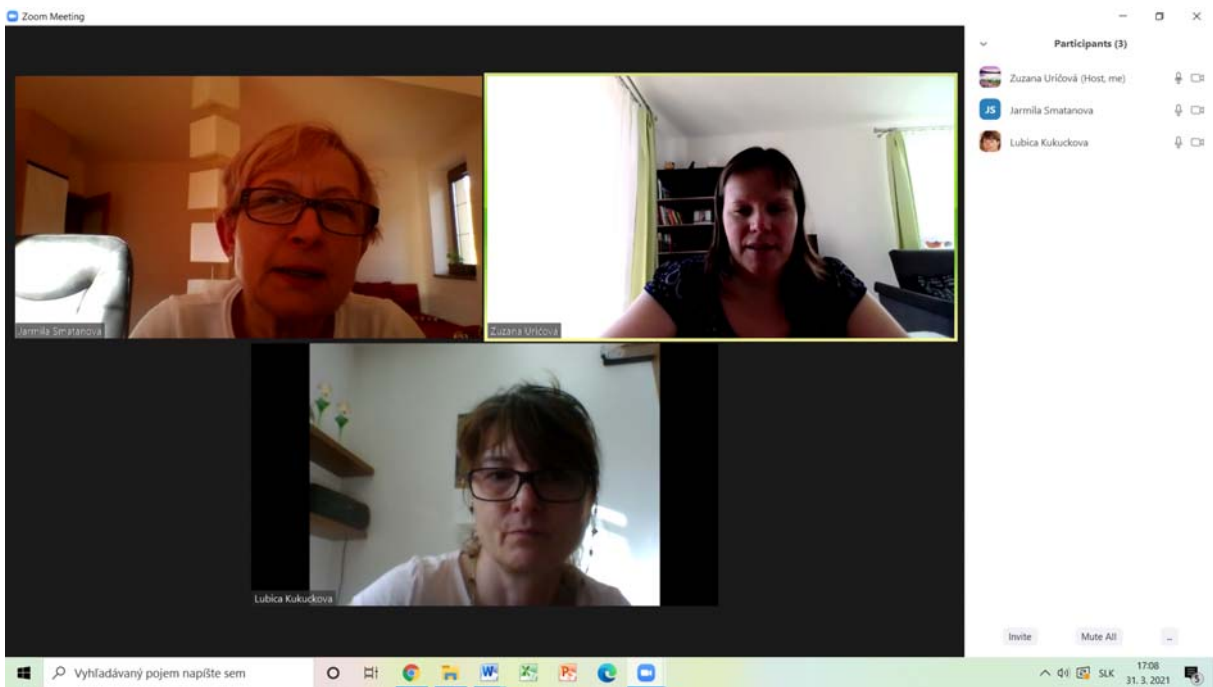 Zoom Meeting
Participants (3)
Zuzana Uričová (Host, me)
JS Jarmila Smatanova
Lubica Kukuckova
Jarmila Smatanova
Zuzana Uričová
Lubica Kukuckova
Invite Mute All ...
Vyhľadávaný pojem napíšte sem
SLK
17:08
31. 3. 2021
5